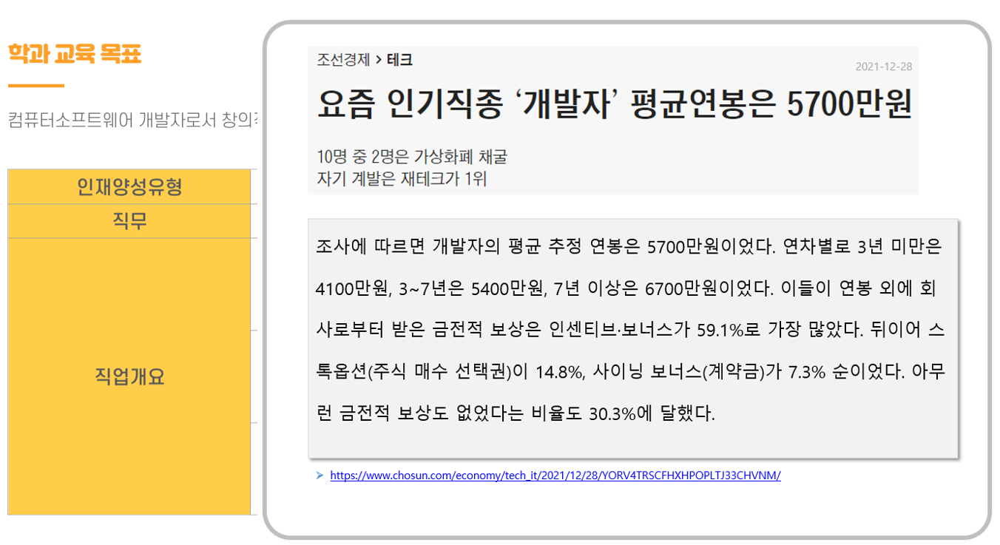 학과 교육 목표
컴퓨터소프트웨어 개발자로서 창의
인재양성유형
직무
직업개요
조선경제 > 테크
2021-12-28
요즘 인기직종 ‘개발자’ 평균연봉은 5700만원
10명 중 2명은 가상화폐 채굴
자기 계발은 재테크가 1위
조사에 따르면 개발자의 평균 추정 연봉은 5700만원이었다. 연차별로 3년 미만은
4100만원, 3~7년은 5400만원, 7년 이상은 6700만원이었다. 이들이 연봉 외에 회
사로부터 받은 금전적 보상은 인센티브·보너스가 59.1%로 가장 많았다. 뒤이어 스
톡옵션(주식 매수 선택권)이 14.8%, 사이닝 보너스(계약금)가 7.3% 순이었다. 아무
런 금전적 보상도 없었다는 비율도 30.3%에 달했다.
➢ https://www.chosun.com/economy/tech_it/2021/12/28/YORV4TRSCFHXHPOPLTJ33CHVNM/